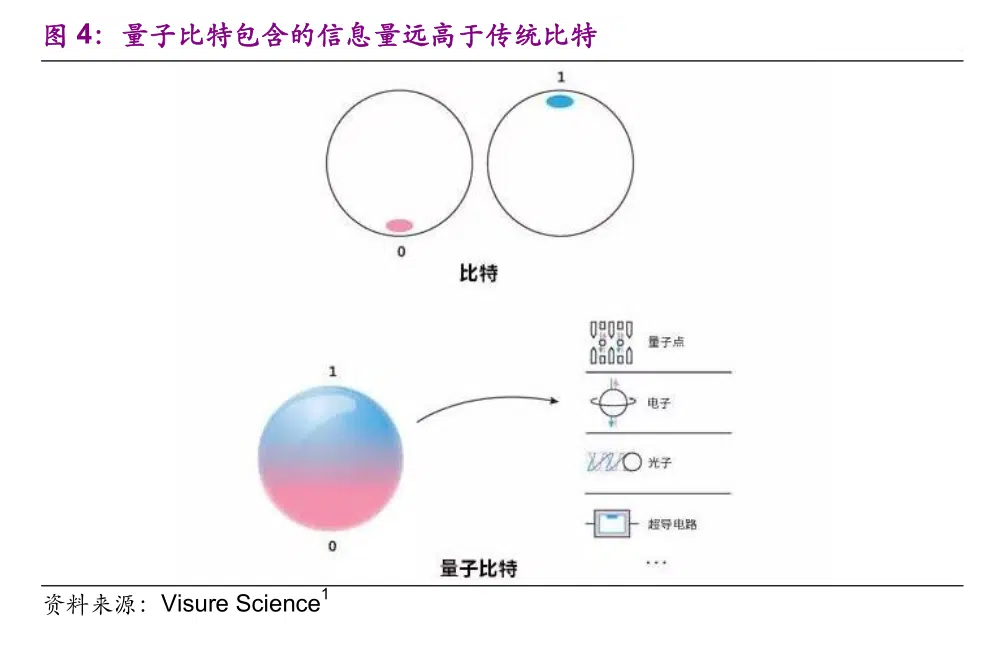 图 4：量子比特包含的信息量远高于传统比特
1
0
比特
量子点
1
电子
光子
0
超导电路
量子比特
...
资料来源：Visure Science1